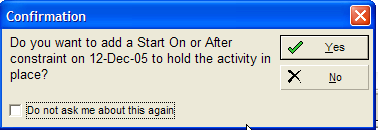 Confirmation
Do you want to add a Start On or After
constraint on 12-Dec-05 to hold the activity in
place?
Yes
No
Do not ask me about this again